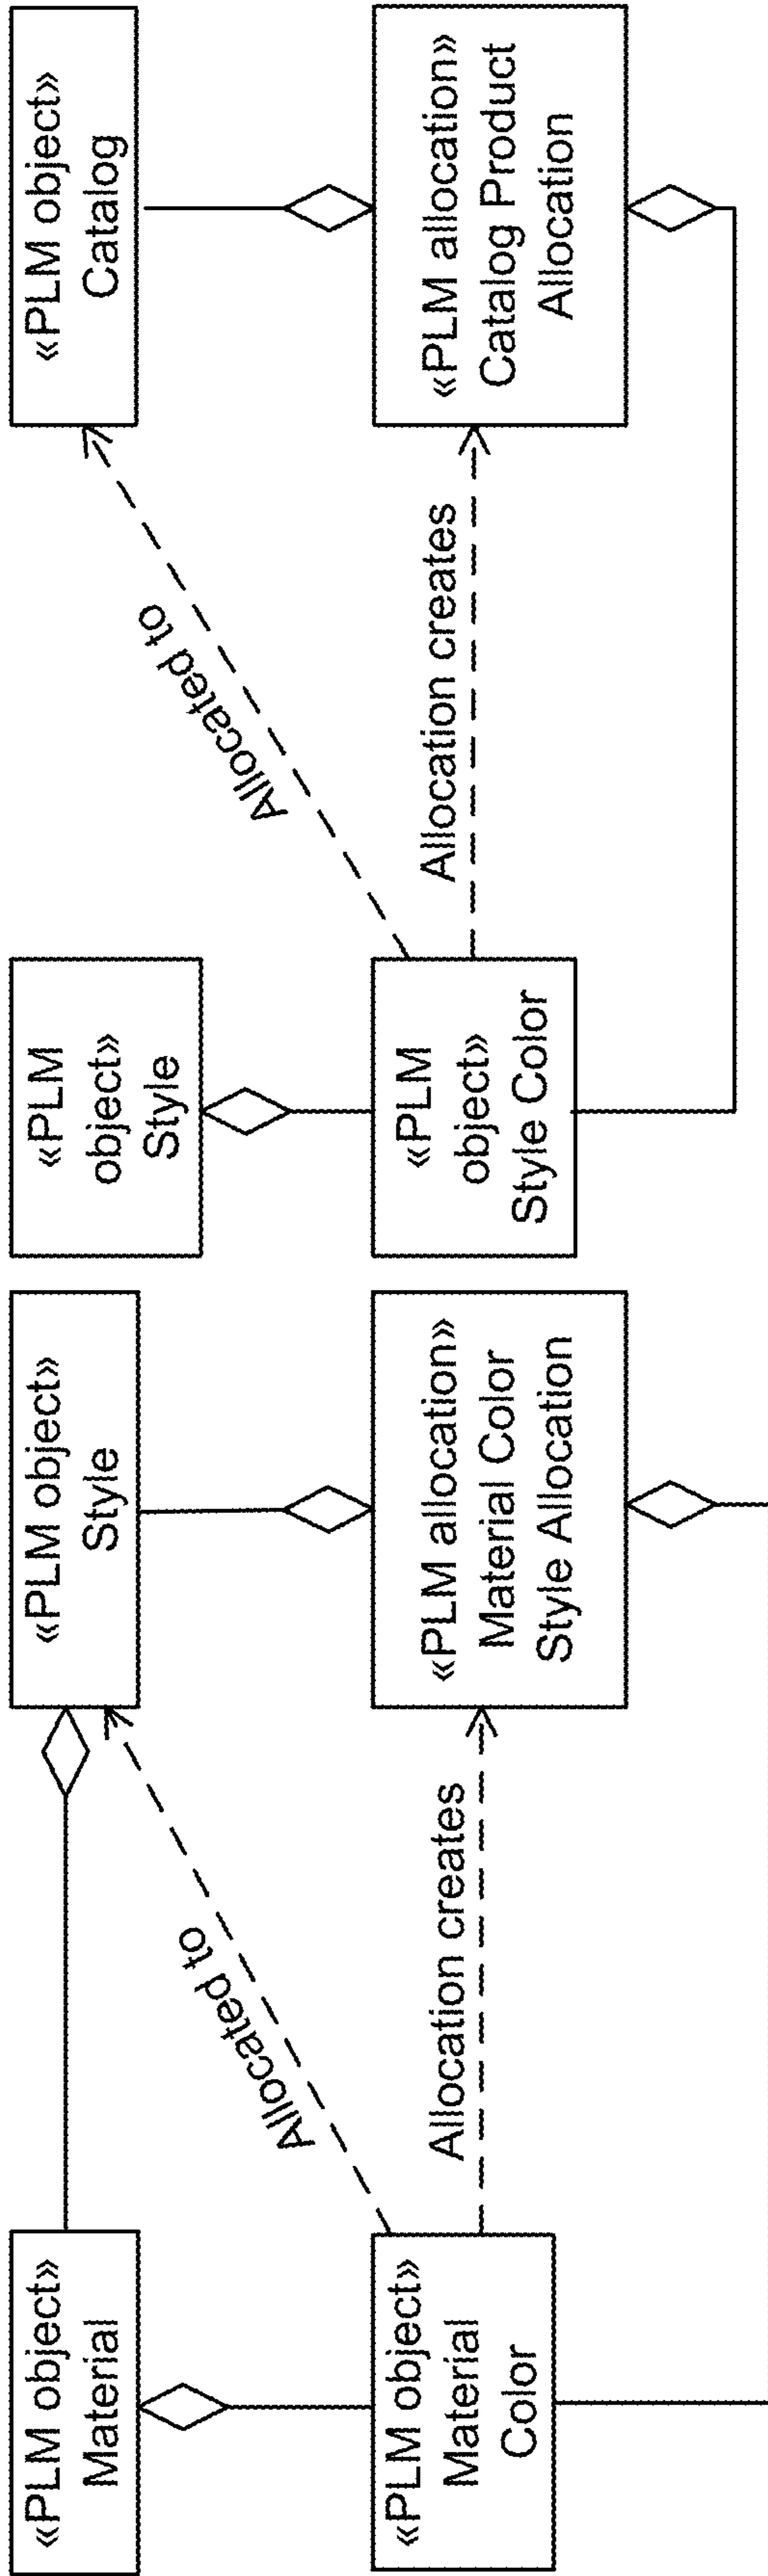 «PLM object»
Material
«PLM object»
Style
«PLM
object»
Style
«PLM object»
Catalog
Allocated to
Allocated to
«PLM object»
Material
Color
Allocation creates
«PLM allocation»
Material Color
Style Allocation
«PLM
object»
Style Color
Allocation creates
«PLM allocation»
Catalog Product
Allocation